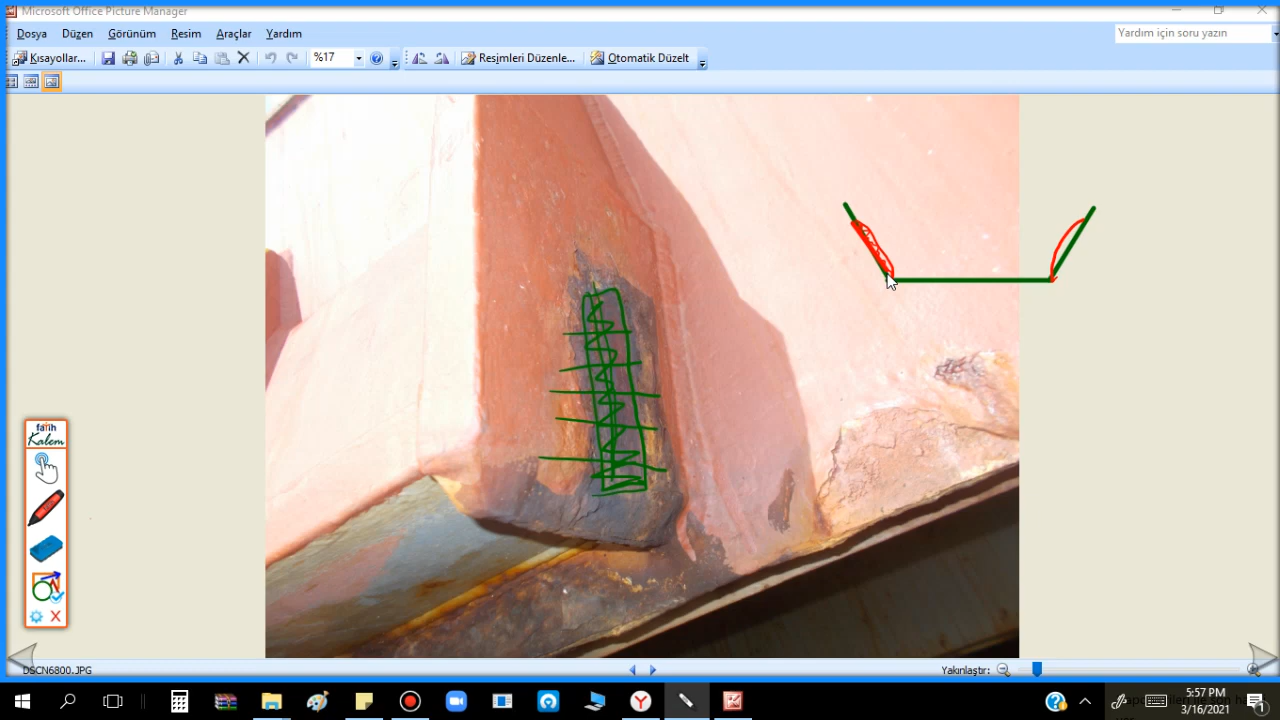 Microsoft Office Picture Manager
Dosya Düzen Görünüm Resim Araçlar Yardım
Yardım için soru yazın
Kısayollar... %17 Resimleri Düzenle... Otomatik Düzelt
fatih
Kalem
DSCN6800.JPG
Yakınlaştır:
5:57 PM
3/16/2021